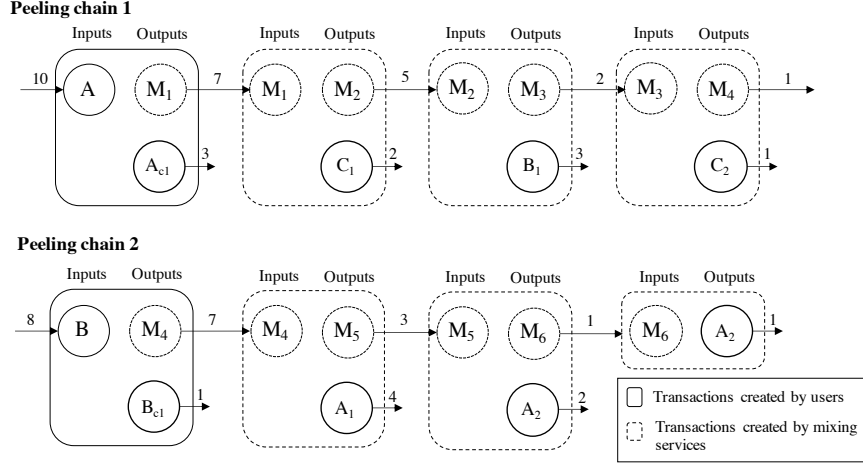 Peeling chain 1
Inputs Outputs Inputs Outputs Inputs Outputs Inputs Outputs
10 A M1 7 M1 M2 5 M2 M3 2 M3 M4 1
Ac1 3 C1 2 B1 3 C2 1
Peeling chain 2
Inputs Outputs Inputs Outputs Inputs Outputs Inputs Outputs
8 B M4 7 M4 M5 3 M5 M6 1 M6 A2 1
Bc1 1 A1 4 A2 2
Transactions created by users
Transactions created by mixing
services